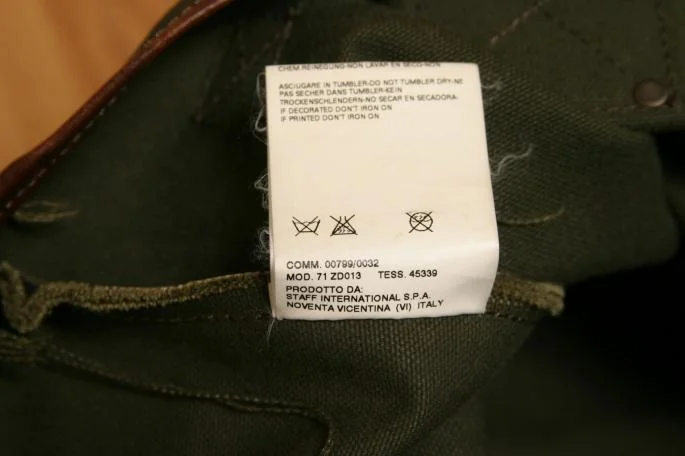 CHEM.REINEGUNG-NON LAVAR EN SECO-NON
ASCIUGARE IN TUMBLER-DO NOT TUMBLER DRY-NE
PAS SECHER DANS TUMBLER-KEIN
TROCKENSCHLENDERN-NO SECAR EN SECADORA-
IF DECORATED DON'T IRON ON
IF PRINTED DON'T IRON ON
COMM. 00799/0032
MOD. 71 ZD013 TESS. 45339
PRODOTTO DA:
STAFF INTERNATIONAL S.P.A.
NOVENTA VICENTINA (VI) ITALY